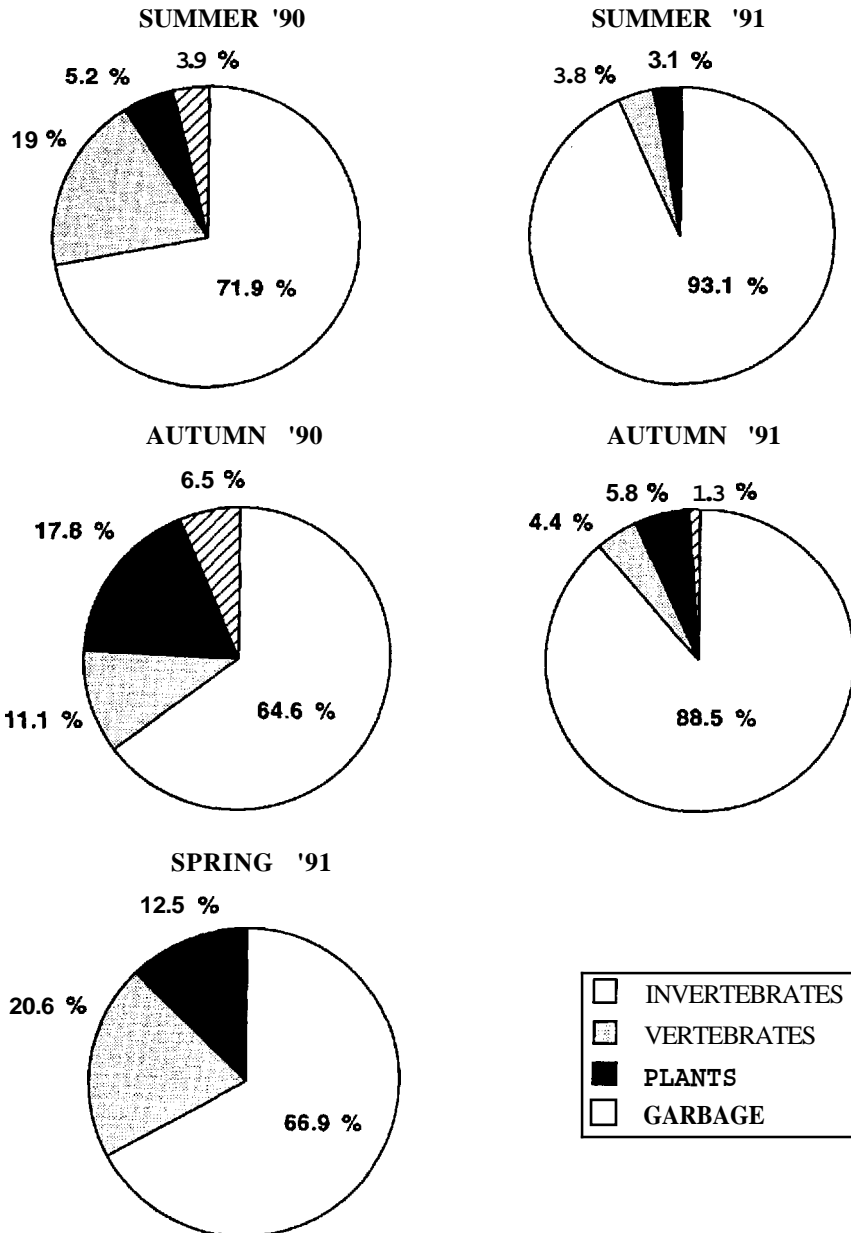 SUMMER '90
3.9 %
5.2 %
19 %
71.9 %
SUMMER '91
3.1 %
3.8 %
93.1 %
AUTUMN '90
6.5 %
17.8 %
11.1 %
64.6 %
AUTUMN '91
5.8 % 1.3 %
4.4 %
88.5 %
SPRING '91
12.5 %
20.6 %
66.9 %
INVERTEBRATES
VERTEBRATES
PLANTS
GARBAGE